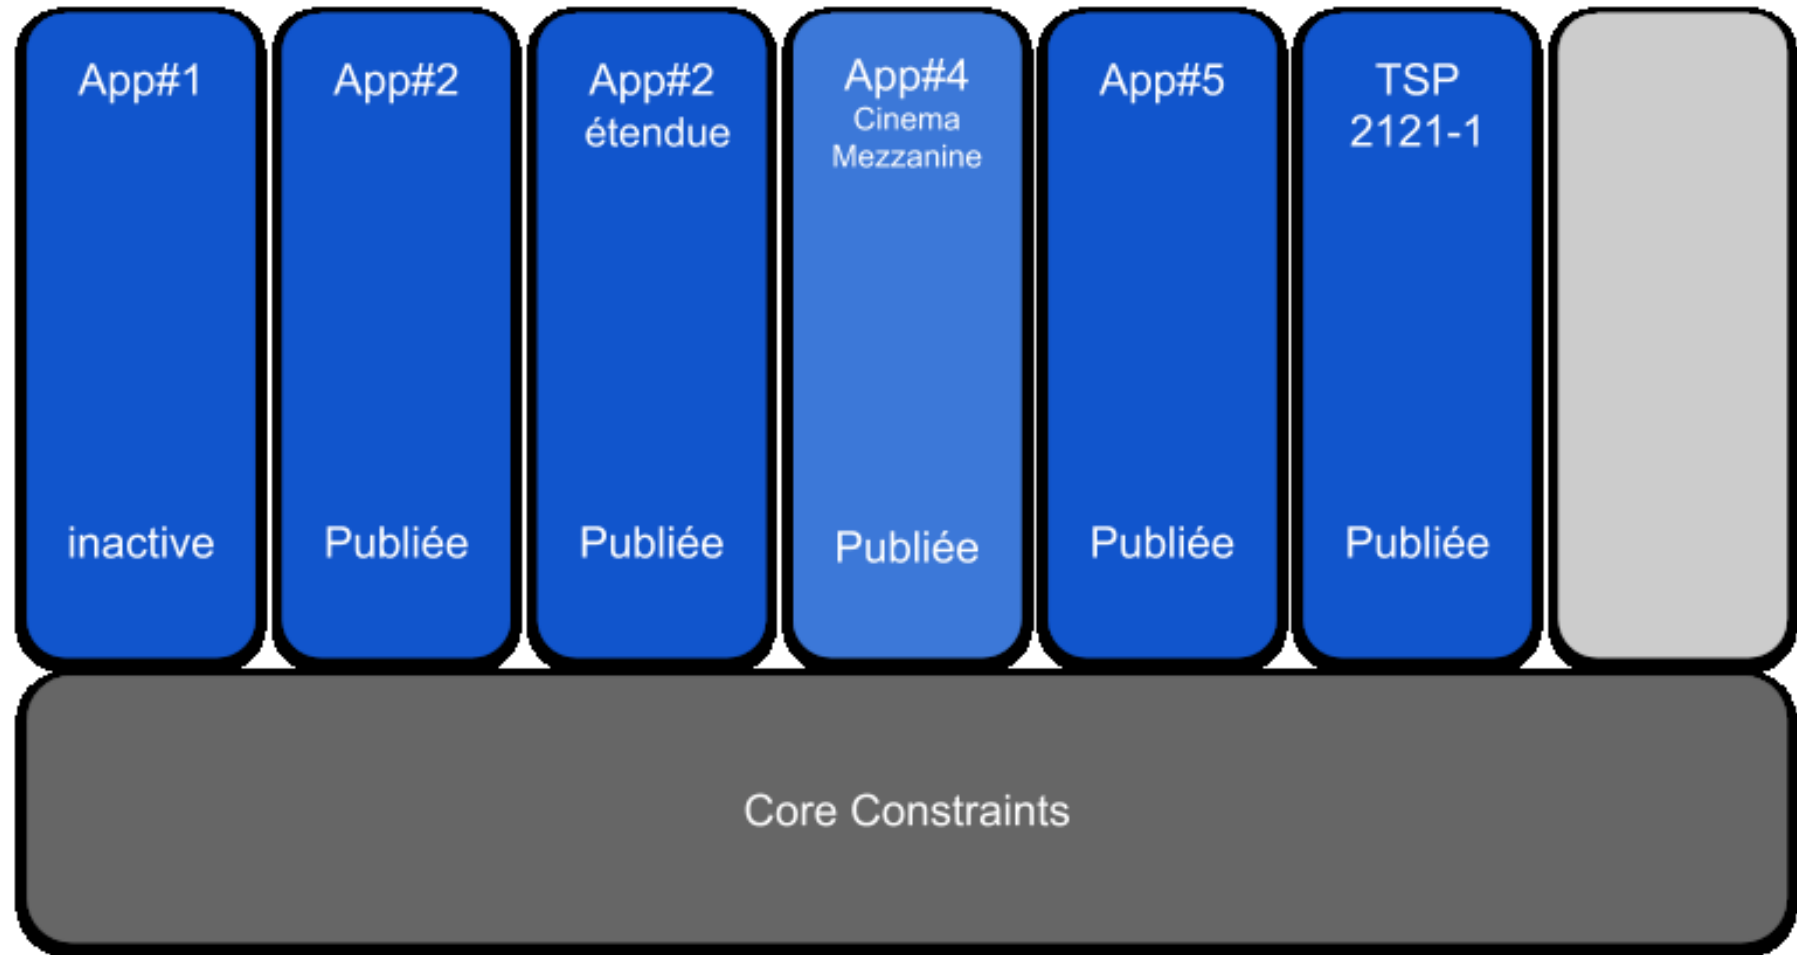 App#1
inactive
App#2
Publiée
App#2
étendue
Publiée
App#4
Cinema
Mezzanine
Publiée
App#5
Publiée
TSP
2121-1
Publiée
Core Constraints